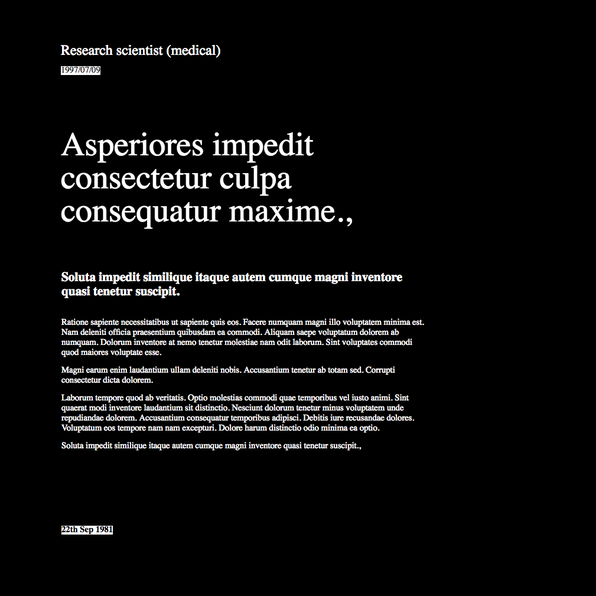 Research scientist (medical)
1997/07/09
Asperiores impedit
consectetur culpa
consequatur maxime.,
Soluta impedit similique itaque autem cumque magni inventore
quasi tenetur suscipit.
Ratione sapiente necessitatibus ut sapiente quis eos. Facere numquam magni illo voluptatem minima est.
Nam deleniti officia praesentium quibusdam ea commodi. Aliquam saepe voluptatum dolorem ab
numquam. Dolorum inventore at nemo tenetur molestiae nam odit laborum. Sint voluptates commodi
quod maiores voluptate esse.
Magni earum enim laudantium ullam deleniti nobis. Accusantium tenetur ab totam sed. Corrupti
consectetur dicta dolorem.
Laborum tempore quod ab veritatis. Optio molestias commodi quae temporibus vel iusto animi. Sint
quaerat modi inventore laudantium sit distinctio. Nesciunt dolorum tenetur minus voluptatem unde
repudiandae dolorem. Accusantium consequatur temporibus adipisci. Debitis iure recusandae dolores.
Voluptatum eos tempore nam nam excepturi. Dolore harum distinctio odio minima ea optio.
Soluta impedit similique itaque autem cumque magni inventore quasi tenetur suscipit.,
22th Sep 1981